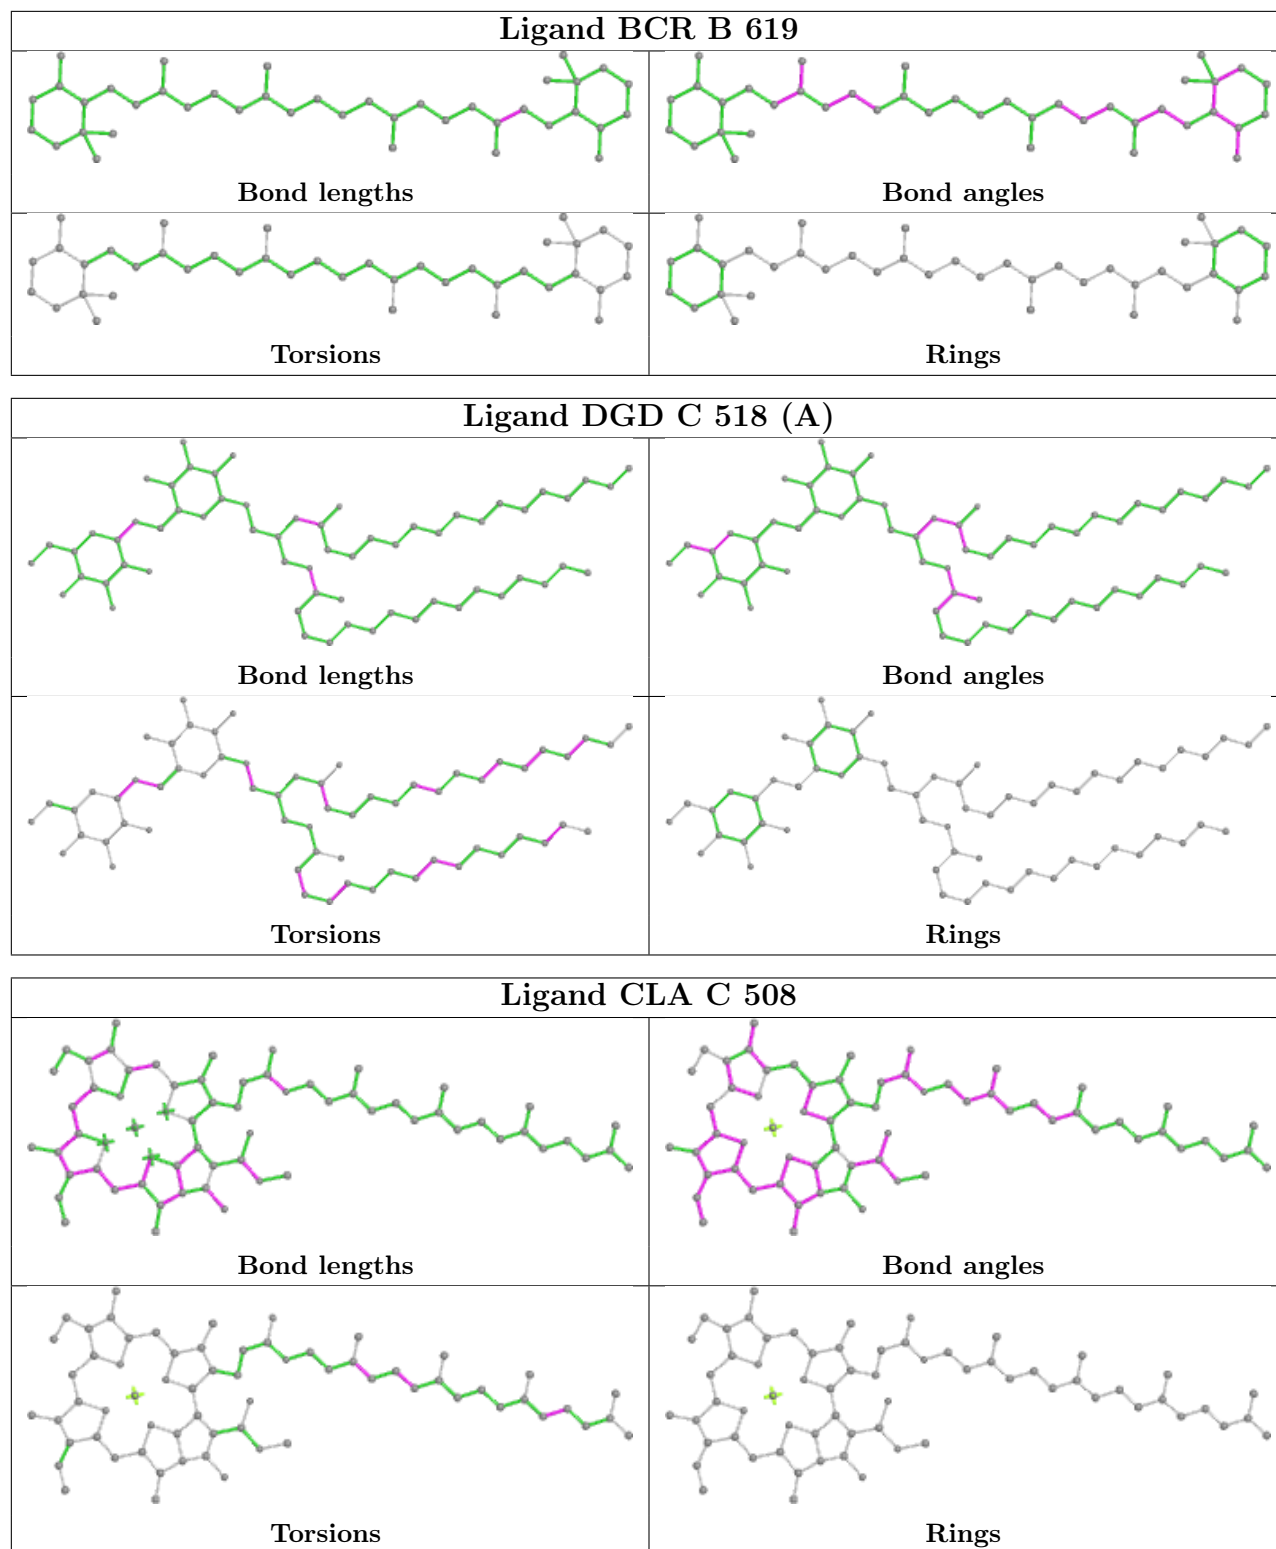 Ligand BCR B 619
Bond lengths
Bond angles
Torsions
Rings
Ligand DGD C 518 (A)
Bond lengths
Bond angles
Torsions
Rings
Ligand CLA C 508
Bond lengths
Bond angles
Torsions
Rings